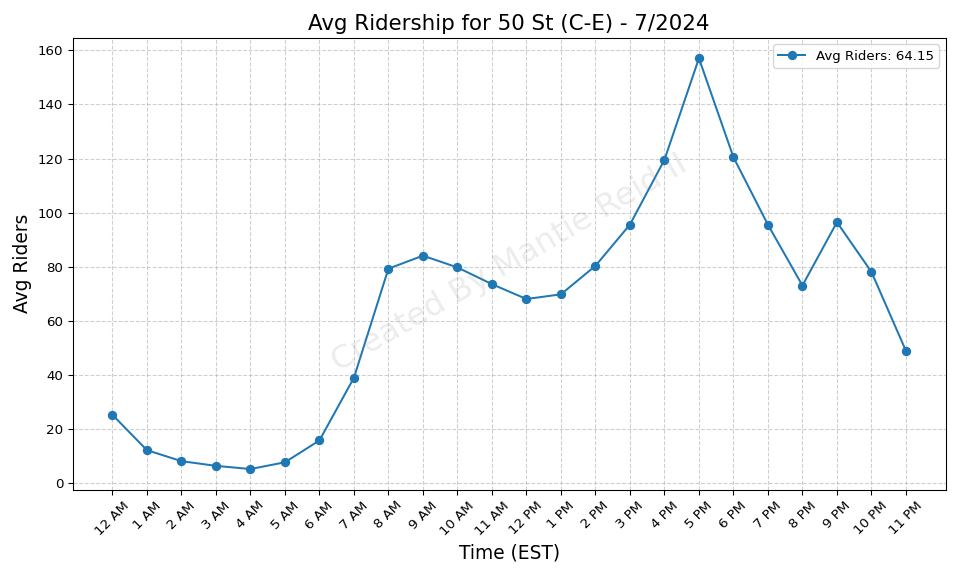 Avg Ridership for 50 St (C-E) - 7/2024
Avg Riders: 64.15
160
140
120
100
80
60
40
20
0
Avg Riders
Created By Mantle Reid II
12 AM
1 AM
2 AM
3 AM
4 AM
5 AM
6 AM
7 AM
8 AM
9 AM
10 AM
11 AM
12 PM
1 PM
2 PM
3 PM
4 PM
5 PM
6 PM
7 PM
8 PM
9 PM
10 PM
11 PM
Time (EST)